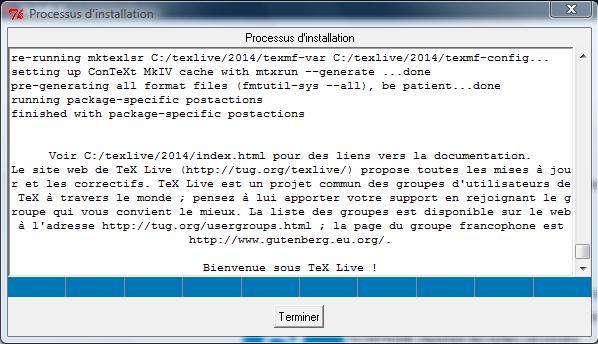 Processus d'installation
Processus d'installation
re-running mktexlsr C:/texlive/2014/texmf-var C:/texlive/2014/texmf-config...
setting up ConTeXt MkIV cache with mtxrun --generate ...done
pre-generating all format files (fmtutil-sys --all), be patient...done
running package-specific postactions
finished with package-specific postactions
Voir C:/texlive/2014/index.html pour des liens vers la documentation.
Le site web de TeX Live (http://tug.org/texlive/) propose toutes les mises à jou
r et les correctifs. TeX Live est un projet commun des groupes d'utilisateurs de
TeX à travers le monde ; pensez à lui apporter votre support en rejoignant le g
roupe qui vous convient le mieux. La liste des groupes est disponible sur le web
à l'adresse http://tug.org/usergroups.html ; la page du groupe francophone est
http://www.gutenberg.eu.org/.
Bienvenue sous TeX Live !
Terminer